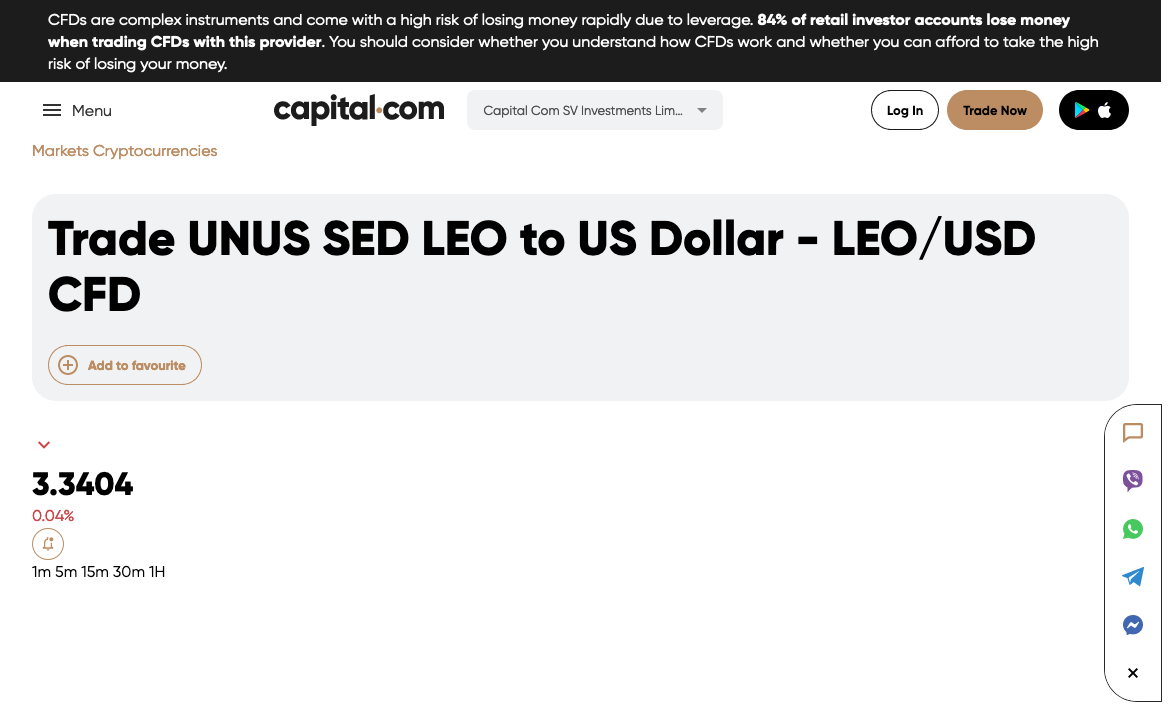 CFDs are complex instruments and come with a high risk of losing money rapidly due to leverage. 84% of retail investor accounts lose money
when trading CFDs with this provider. You should consider whether you understand how CFDs work and whether you can afford to take the high
risk of losing your money.
Menu
capital.com
Capital Com SV Investments Lim...
Log In
Trade Now
Markets Cryptocurrencies
Trade UNUS SED LEO to US Dollar - LEO/USD
CFD
Add to favourite
3.3404
0.04%
1m 5m 15m 30m 1H